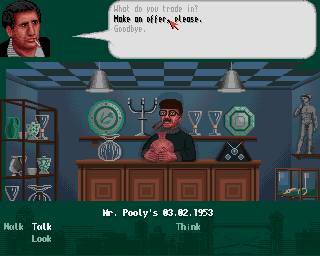 What do you trade in?
Make an offer, please.
Goodbye.
Mr. Pooly's 03.02.1953
Walk Talk Think
Look